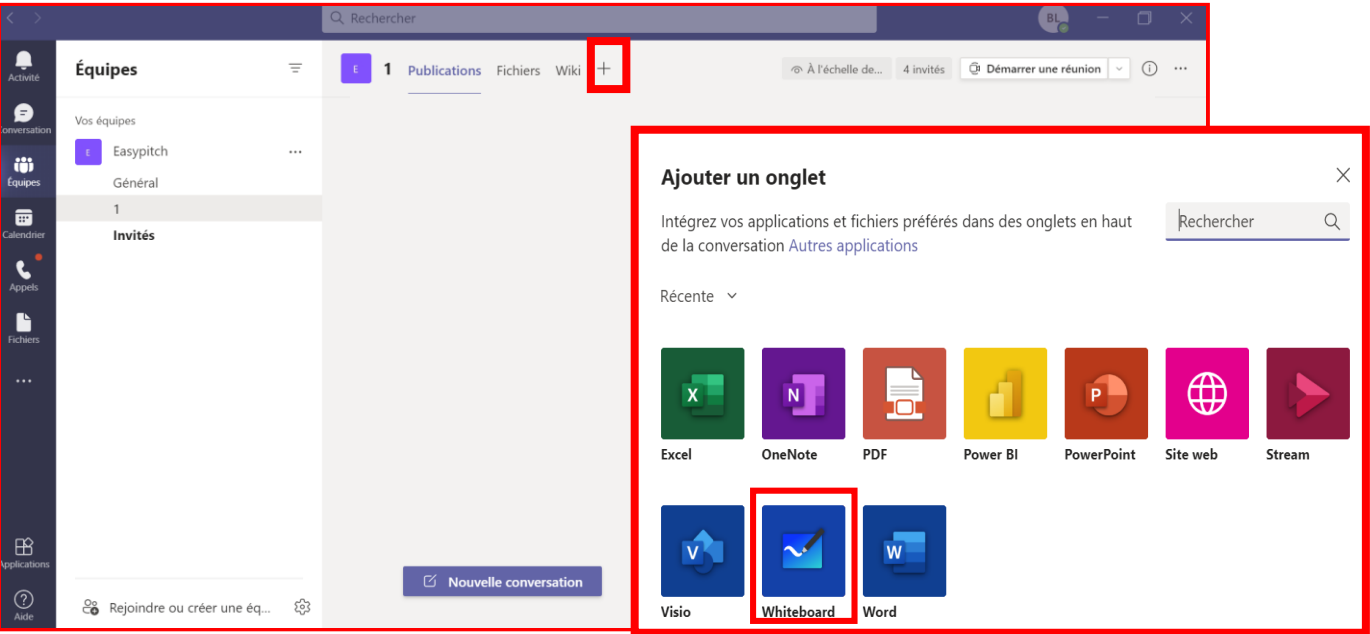 Rechercher
BL
Activité
Conversation
Équipes
Calendrier
Appels
Fichiers
Applications
Aide
Équipes
Vos équipes
E Easypitch
Général
1
Invités
Rejoindre ou créer une éq...
E 1 Publications Fichiers Wiki +
À l'échelle de... 4 invités Démarrer une réunion
Nouvelle conversation
Ajouter un onglet
Intégrez vos applications et fichiers préférés dans des onglets en haut
de la conversation Autres applications
Rechercher
Récente
X N P
Excel OneNote PDF Power BI PowerPoint Site web Stream
V W
Visio Whiteboard Word